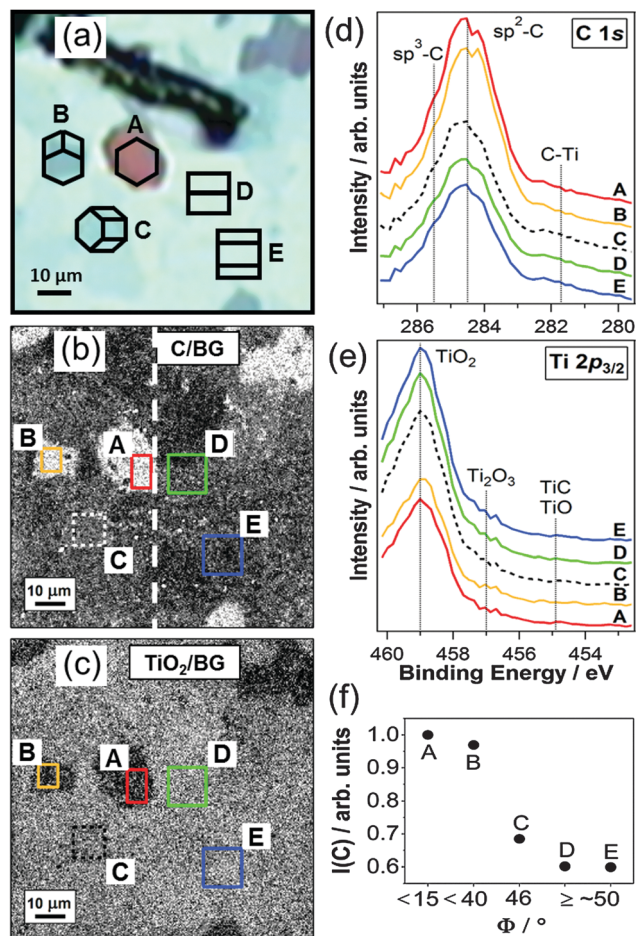 (a)
B
A
D
C
E
10 µm
(b)
C/BG
B
A
D
E
C
10 µm
(c)
TiO2/BG
B
A
D
E
C
10 µm
(d)
sp2-C
C 1s
sp3-C
C-Ti
A
B
C
D
E
Intensity / arb. units
286 284 282 280
(e)
TiO2
Ti 2p3/2
Ti2O3
TiC
TiO
E
D
C
B
A
Intensity / arb. units
460 458 456 454
Binding Energy / eV
(f)
I(C) / arb. units
1.0
0.9
0.8
0.7
0.6
A
B
C
D
E
<15 <40 46 ≥ ~50
Φ / °